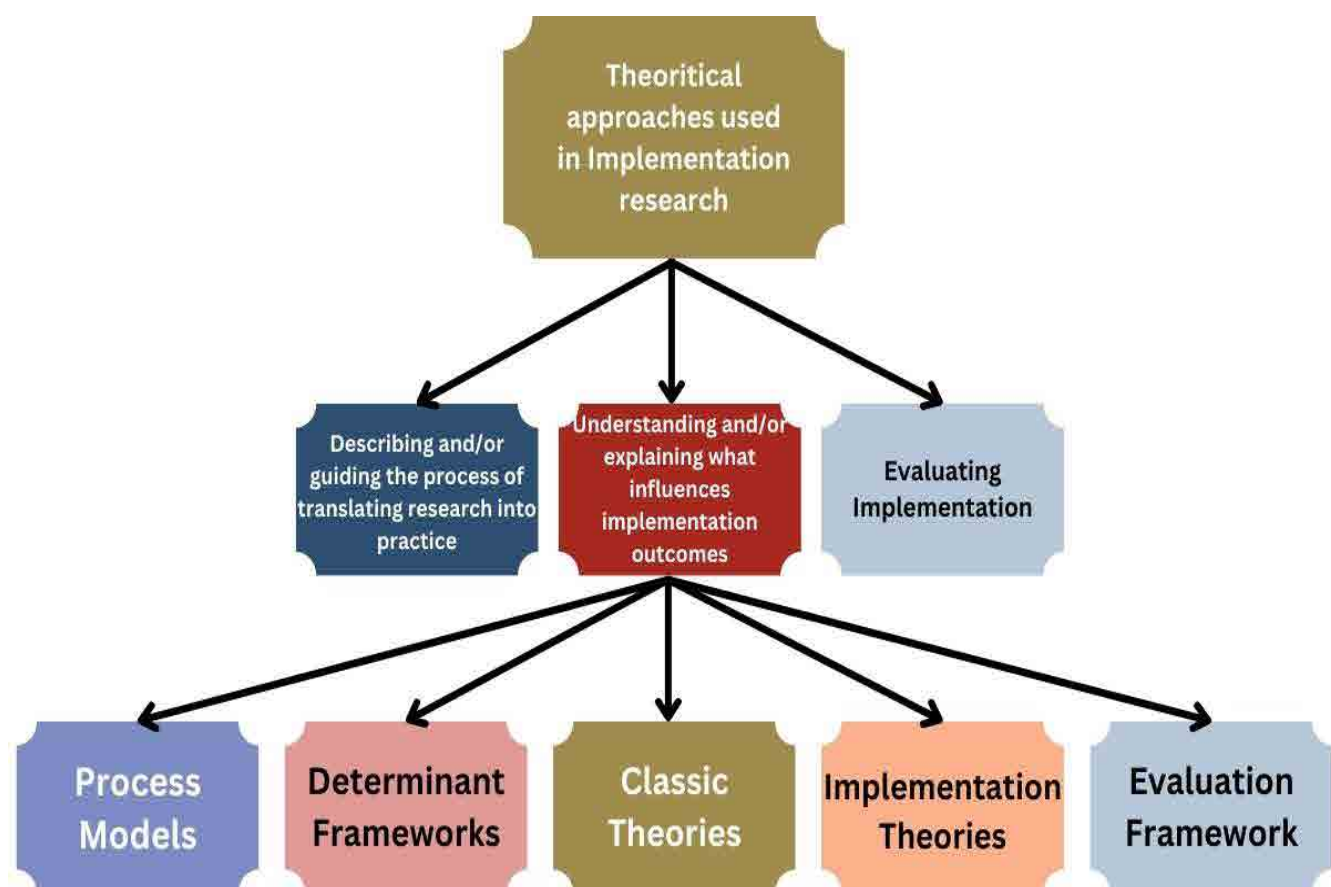 Theoritical
approaches used
in Implementation
research
Describing and/or
guiding the process of
translating research into
practice
Understanding and/or
explaining what
influences
implementation
outcomes
Evaluating
Implementation
Process
Models
Determinant
Frameworks
Classic
Theories
Implementation
Theories
Evaluation
Framework